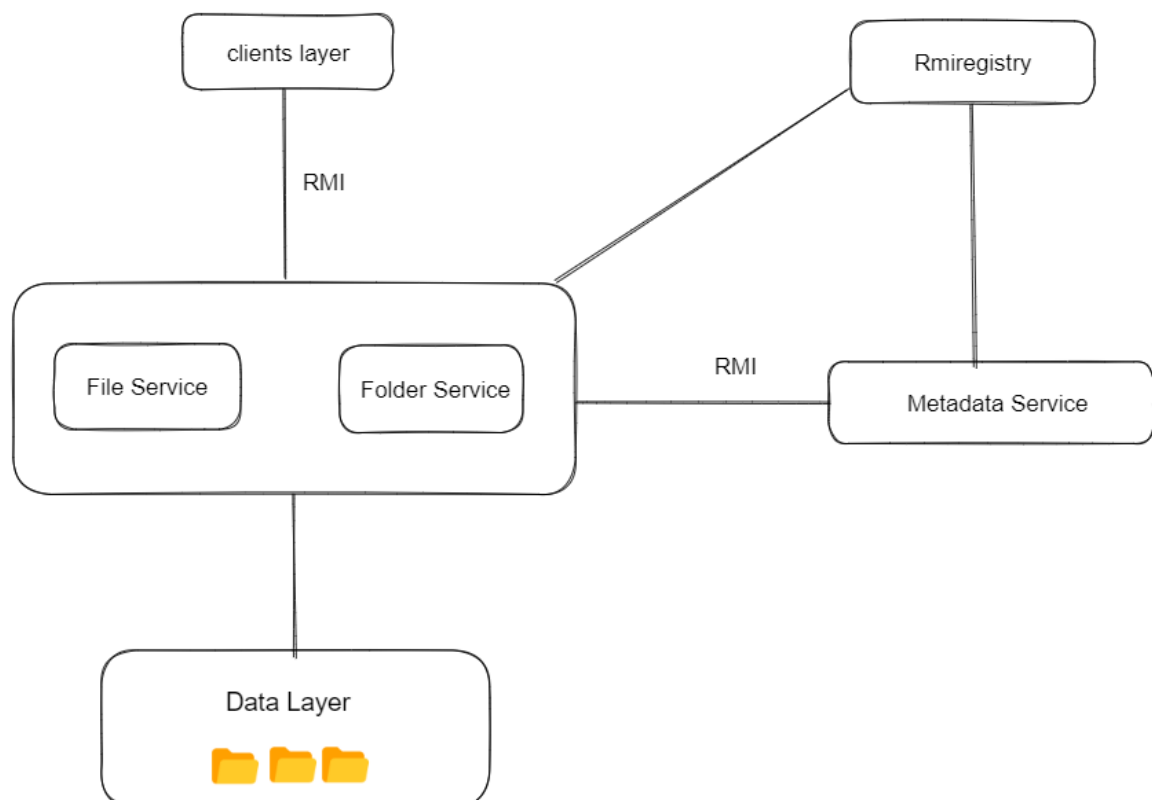 clients layer
Rmiregistry
RMI
File Service
Folder Service
RMI
Metadata Service
Data Layer